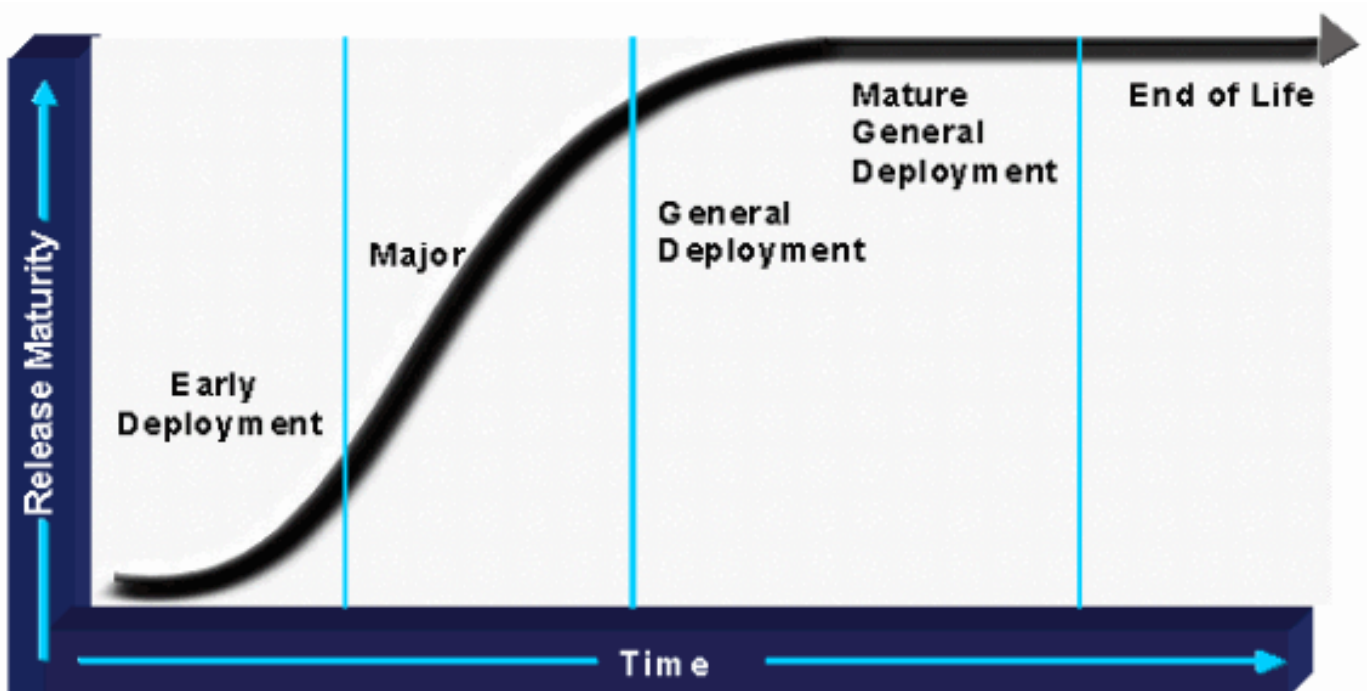 Release Maturity
Early
Deployment
Major
General
Deployment
Mature
General
Deployment
End of Life
Time